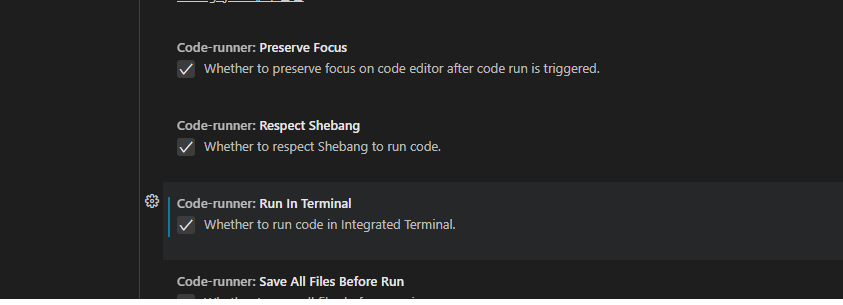 Code-runner: Preserve Focus
Whether to preserve focus on code editor after code run is triggered.
Code-runner: Respect Shebang
Whether to respect Shebang to run code.
Code-runner: Run In Terminal
Whether to run code in Integrated Terminal.
Code-runner: Save All Files Before Run